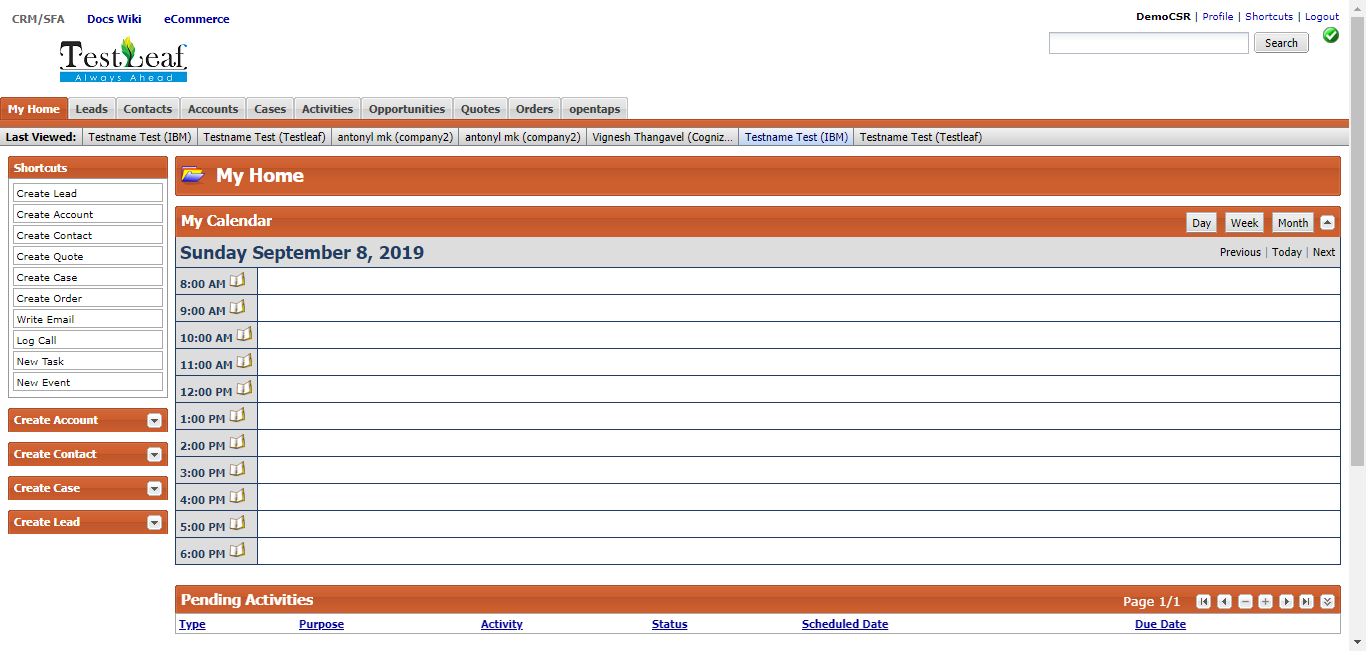 CRM/SFA Docs Wiki eCommerce
DemoCSR | Profile | Shortcuts | Logout
Search
TestLeaf
Always Ahead
My Home Leads Contacts Accounts Cases Activities Opportunities Quotes Orders opentaps
Last Viewed: Testname Test (IBM) Testname Test (Testleaf) antonyl mk (company2) antonyl mk (company2) Vignesh Thangavel (Cogniz... Testname Test (IBM) Testname Test (Testleaf)
Shortcuts
Create Lead
Create Account
Create Contact
Create Quote
Create Case
Create Order
Write Email
Log Call
New Task
New Event
Create Account
Create Contact
Create Case
Create Lead
My Home
My Calendar Day Week Month
Sunday September 8, 2019 Previous | Today | Next
8:00 AM
9:00 AM
10:00 AM
11:00 AM
12:00 PM
1:00 PM
2:00 PM
3:00 PM
4:00 PM
5:00 PM
6:00 PM
Pending Activities Page 1/1
Type Purpose Activity Status Scheduled Date Due Date